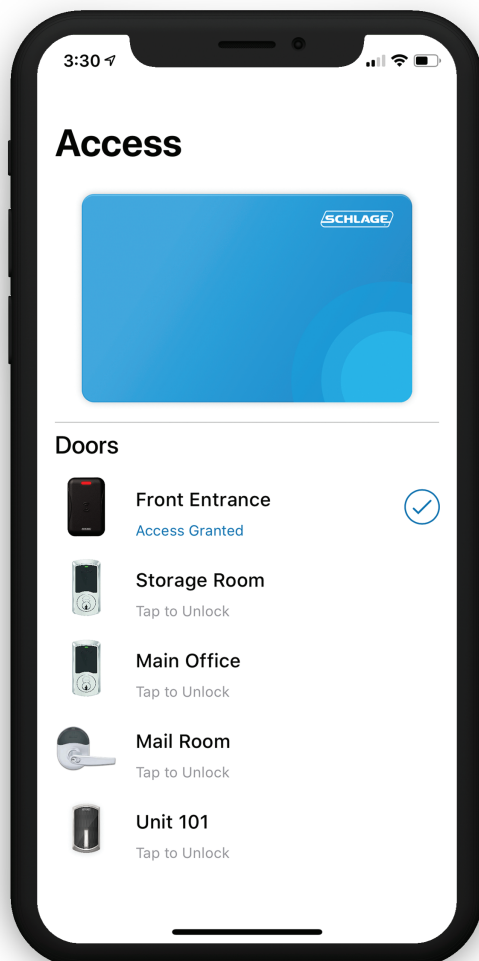 3:30
Access
SCHLAGE
Doors
Front Entrance
Access Granted
Storage Room
Tap to Unlock
Main Office
Tap to Unlock
Mail Room
Tap to Unlock
Unit 101
Tap to Unlock